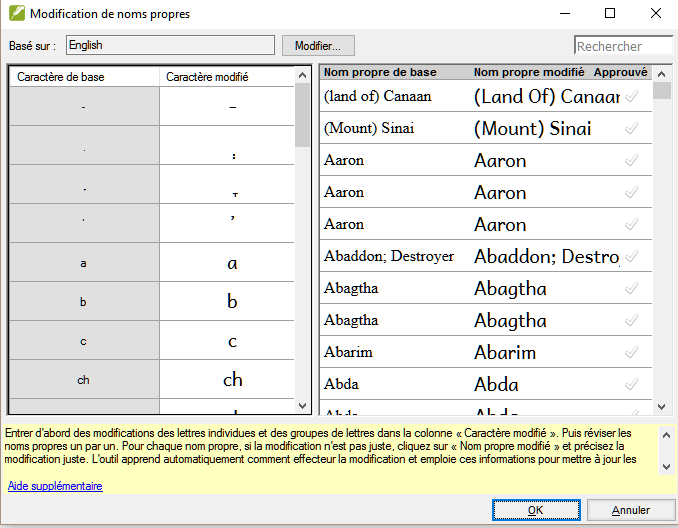 Modification de noms propres
Basé sur : English Modifier... Rechercher
Caractère de base Caractère modifié
- –
. :
a a
b b
c c
ch ch
Nom propre de base Nom propre modifié Approuvé
(land of) Canaan (Land Of) Canaan
(Mount) Sinai (Mount) Sinai
Aaron Aaron
Aaron Aaron
Aaron Aaron
Abaddon; Destroyer Abaddon; Destroy
Abagtha Abagtha
Abagtha Abagtha
Abarim Abarim
Abda Abda
Entrer d'abord des modifications des lettres individues et des groupes de lettres dans la colonne « Caractère modifié ». Puis réviser les
noms propres un par un. Pour chaque nom propre, si la modification n'est pas juste, cliquez sur « Nom propre modifié » et précisez la
modification juste. L'outil apprend automatiquement comment effecteur la modification et emploie ces informations pour mettre à jour les
Aide supplémentaire
OK Annuler